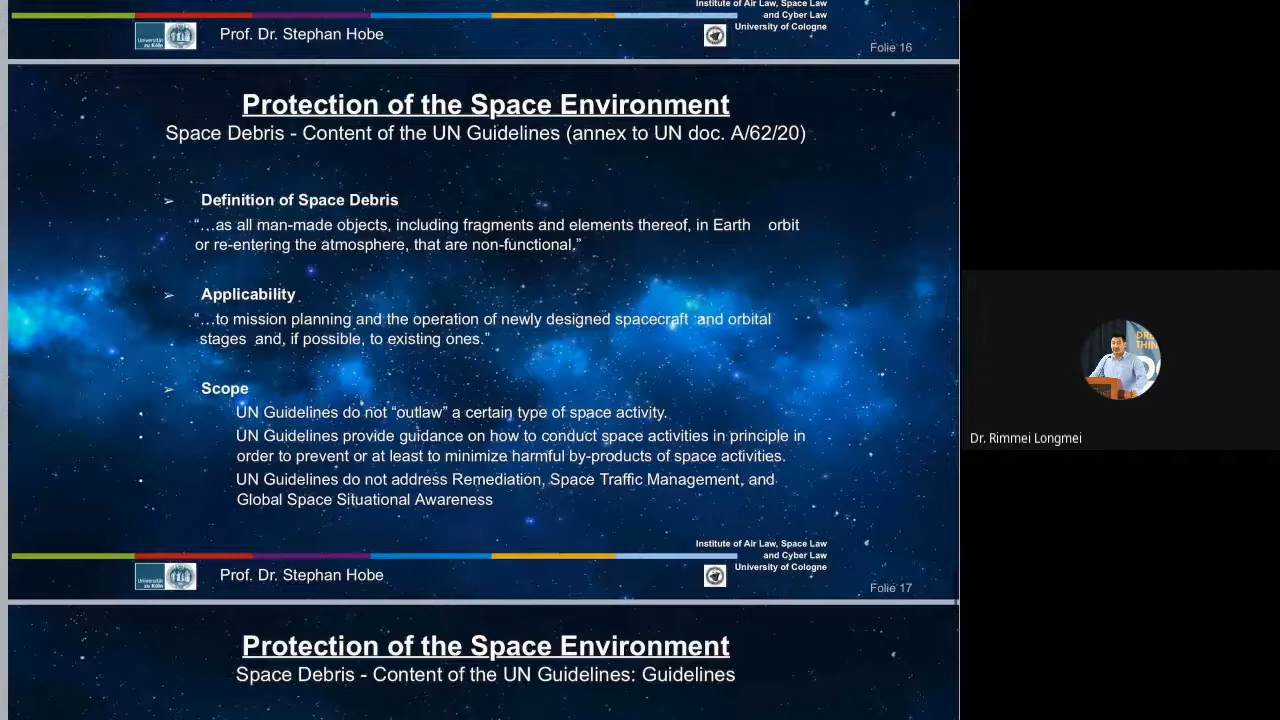 Institute of Air Law, Space Law
and Cyber Law
University of Cologne
Prof. Dr. Stephan Hobe
Folie 16
Protection of the Space Environment
Space Debris - Content of the UN Guidelines (annex to UN doc. A/62/20)
➢ Definition of Space Debris
“…as all man-made objects, including fragments and elements thereof, in Earth orbit
or re-entering the atmosphere, that are non-functional.”
➢ Applicability
“…to mission planning and the operation of newly designed spacecraft and orbital
stages and, if possible, to existing ones.”
➢ Scope
• UN Guidelines do not “outlaw” a certain type of space activity.
• UN Guidelines provide guidance on how to conduct space activities in principle in
order to prevent or at least to minimize harmful by-products of space activities.
• UN Guidelines do not address Remediation, Space Traffic Management, and
Global Space Situational Awareness
Institute of Air Law, Space Law
and Cyber Law
University of Cologne
Universität
zu Köln
Prof. Dr. Stephan Hobe
Folie 17
Protection of the Space Environment
Space Debris - Content of the UN Guidelines: Guidelines
Dr. Rimmei Longmei
DRE
THIN